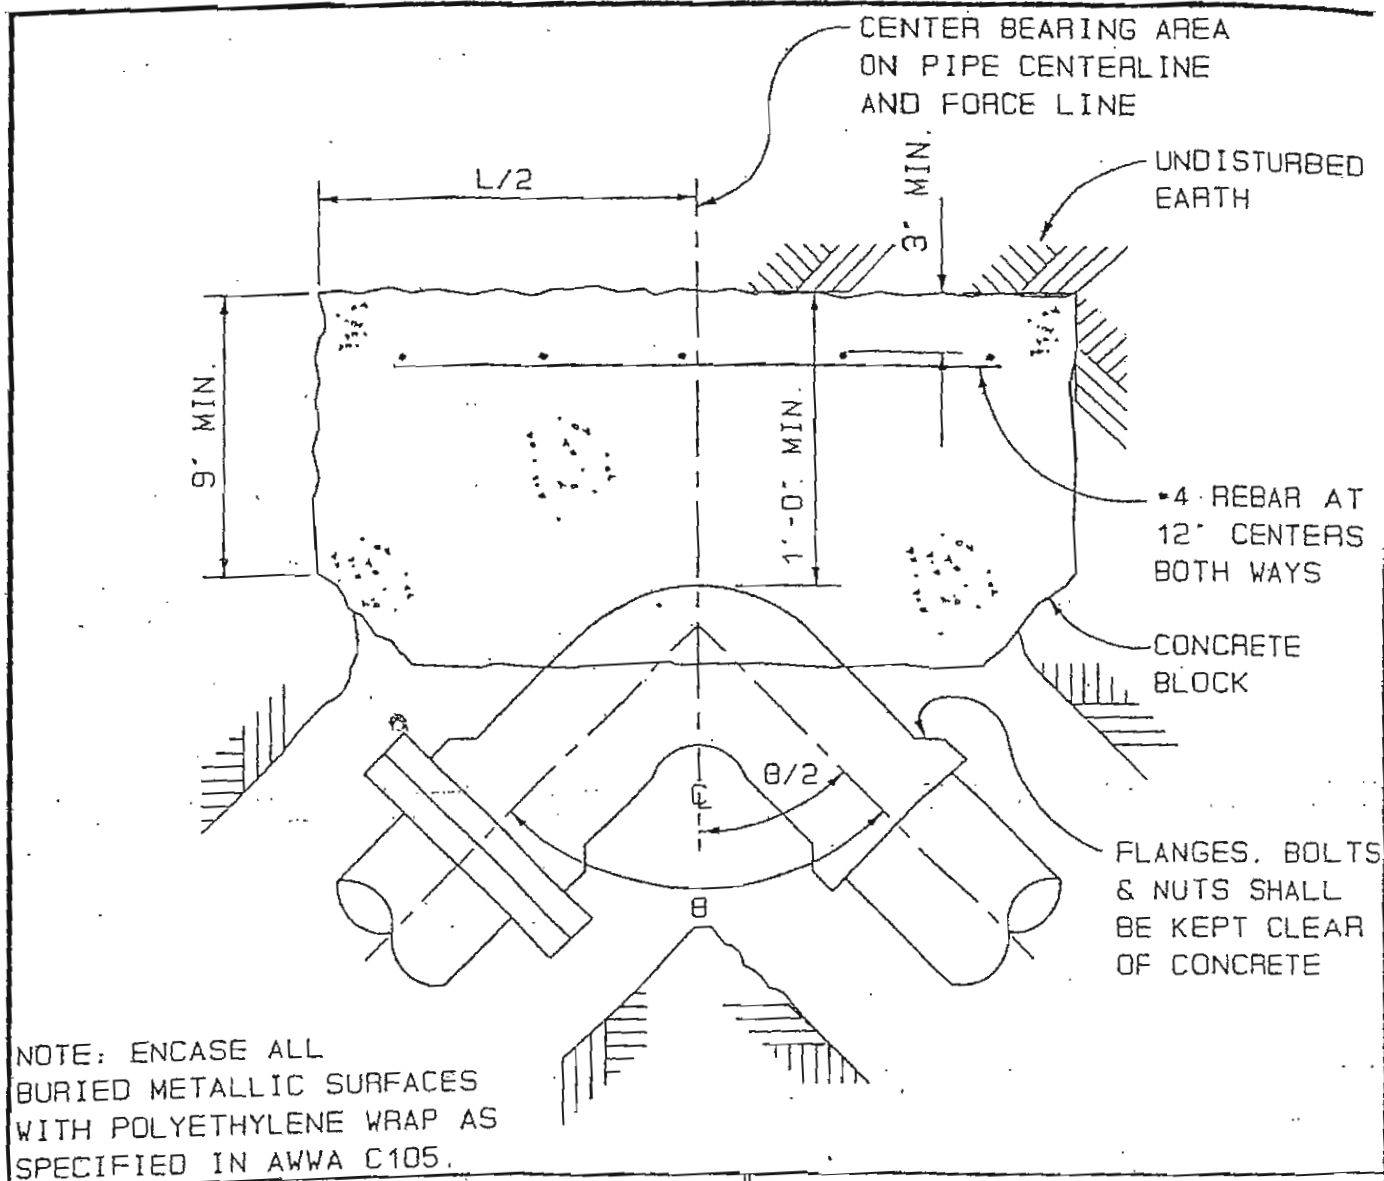 CENTER BEARING AREA
ON PIPE CENTERLINE
AND FORCE LINE
UNDISTURBED
EARTH
L/2
3" MIN.
9" MIN.
1'-0" MIN.
#4 REBAR AT
12" CENTERS
BOTH WAYS
CONCRETE
BLOCK
θ/2
℄
θ
FLANGES, BOLTS
& NUTS SHALL
BE KEPT CLEAR
OF CONCRETE
NOTE: ENCASE ALL
BURIED METALLIC SURFACES
WITH POLYETHYLENE WRAP AS
SPECIFIED IN AWWA C105.